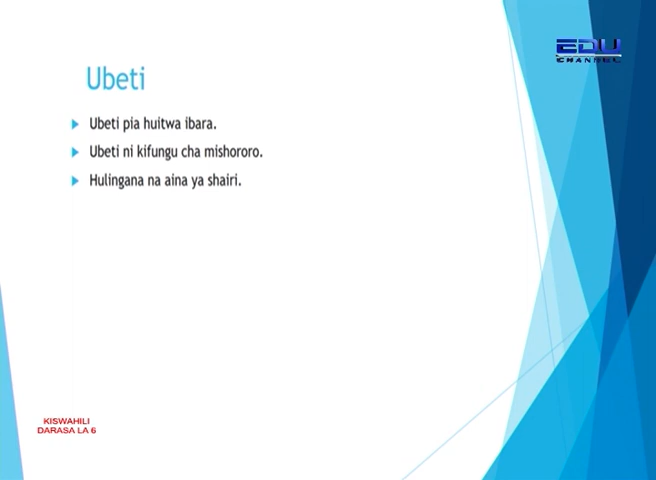 EDU
CHANNEL
Ubeti
Ubeti pia huitwa ibara.
Ubeti ni kifungu cha mishororo.
Hulingana na aina ya shairi.
KISWAHILI
DARASA LA 6